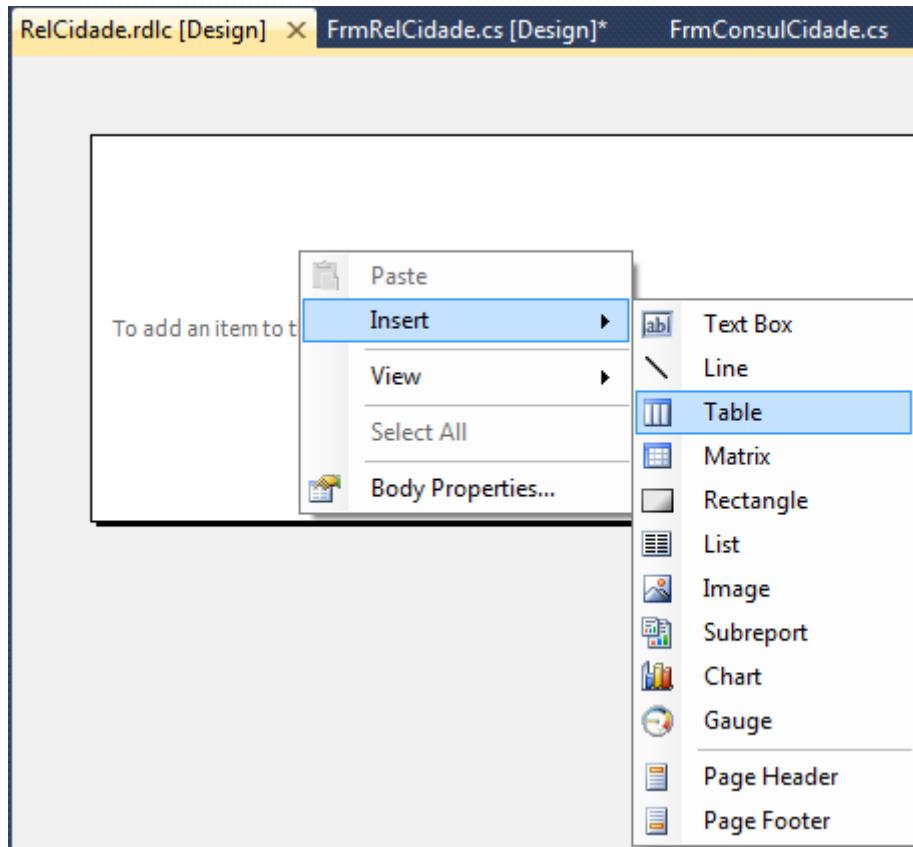 RelCidade.rdlc [Design]
FrmRelCidade.cs [Design]*
FrmConsulCidade.cs
To add an item to t
Paste
Insert
View
Select All
Body Properties...
abl
Text Box
Line
Table
Matrix
Rectangle
List
Image
Subreport
Chart
Gauge
Page Header
Page Footer